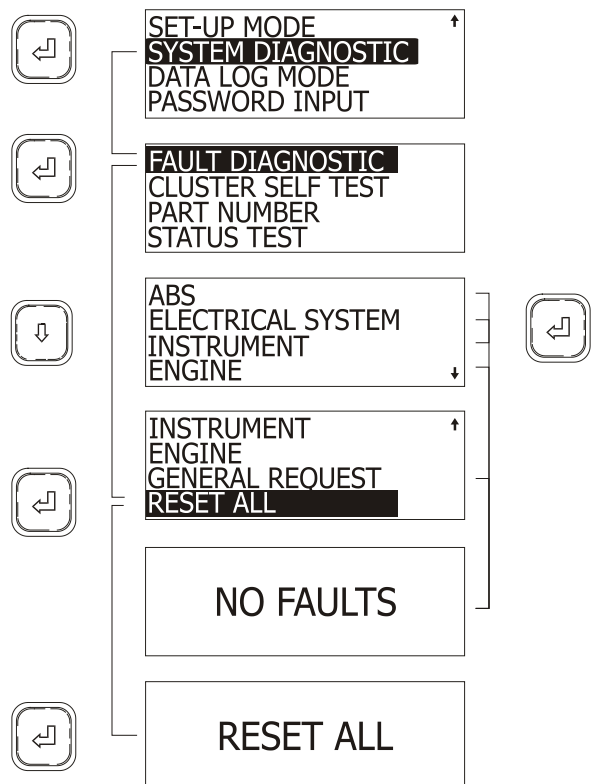 SET-UP MODE
SYSTEM DIAGNOSTIC
DATA LOG MODE
PASSWORD INPUT
FAULT DIAGNOSTIC
CLUSTER SELF TEST
PART NUMBER
STATUS TEST
ABS
ELECTRICAL SYSTEM
INSTRUMENT
ENGINE
INSTRUMENT
ENGINE
GENERAL REQUEST
RESET ALL
NO FAULTS
RESET ALL